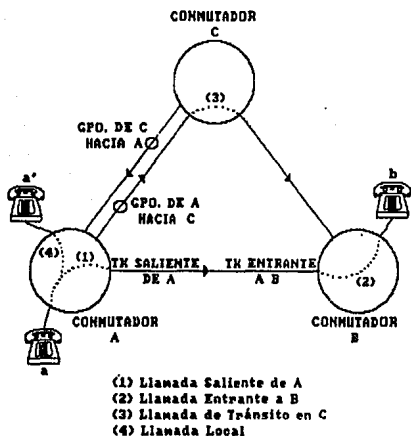 CONMUTADOR
C
(3)
GPO. DE C
HACIA A
a'
b
GPO. DE A
HACIA C
(4)
(1)
TK SALIENTE
DE A
TK ENTRANTE
A B
(2)
CONMUTADOR
A
CONMUTADOR
B
a
(1) Llamada Saliente de A
(2) Llamada Entrante a B
(3) Llamada de Tránsito en C
(4) Llamada Local